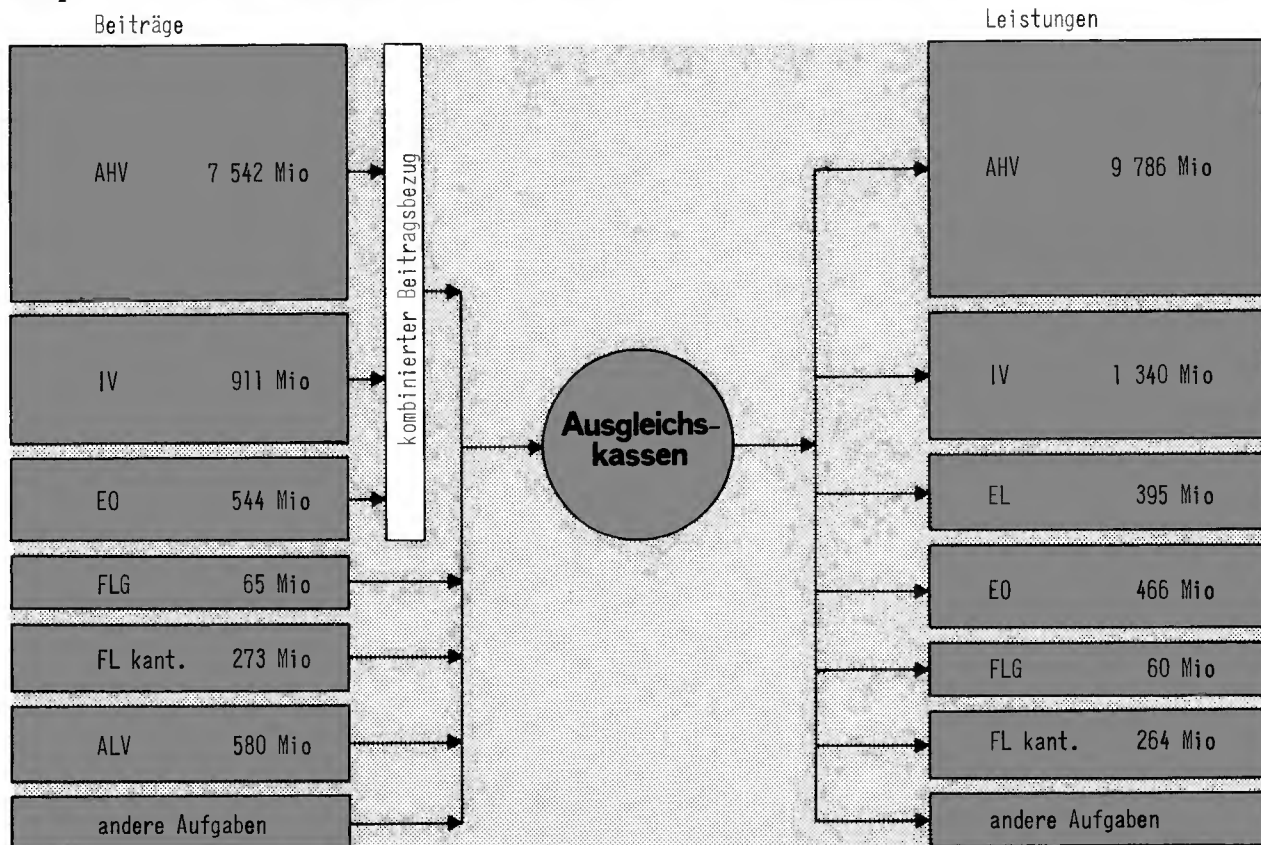 Beiträge
AHV 7 542 Mio
IV 911 Mio
EO 544 Mio
FLG 65 Mio
FL kant. 273 Mio
ALV 580 Mio
andere Aufgaben
kombinierter Beitragsbezug
Ausgleichs-
kassen
Leistungen
AHV 9 786 Mio
IV 1 340 Mio
EL 395 Mio
EO 466 Mio
FLG 60 Mio
FL kant. 264 Mio
andere Aufgaben